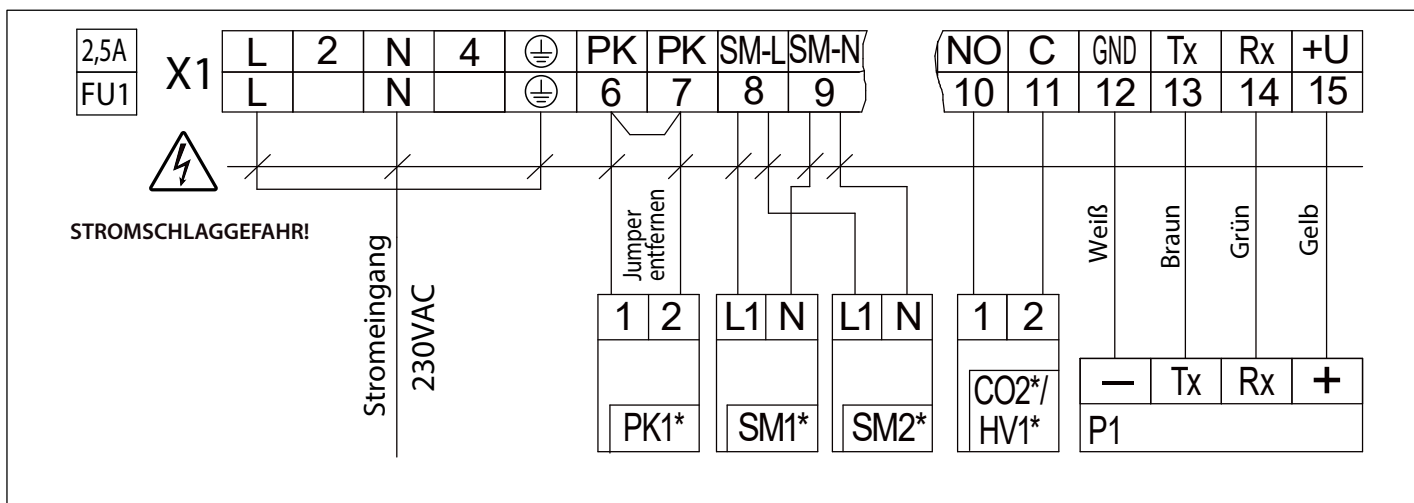 2,5A
FU1
X1
L 2 N 4 PK PK SM-L SM-N NO C GND Tx Rx +U
L N 6 7 8 9 10 11 12 13 14 15
STROMSCHLAGGEFAHR!
Stromeingang
230VAC
Jumper
entfernen
Weiß
Braun
Grün
Gelb
1 2 L1 N L1 N 1 2
PK1* SM1* SM2*
CO2*/
HV1*
— Tx Rx +
P1